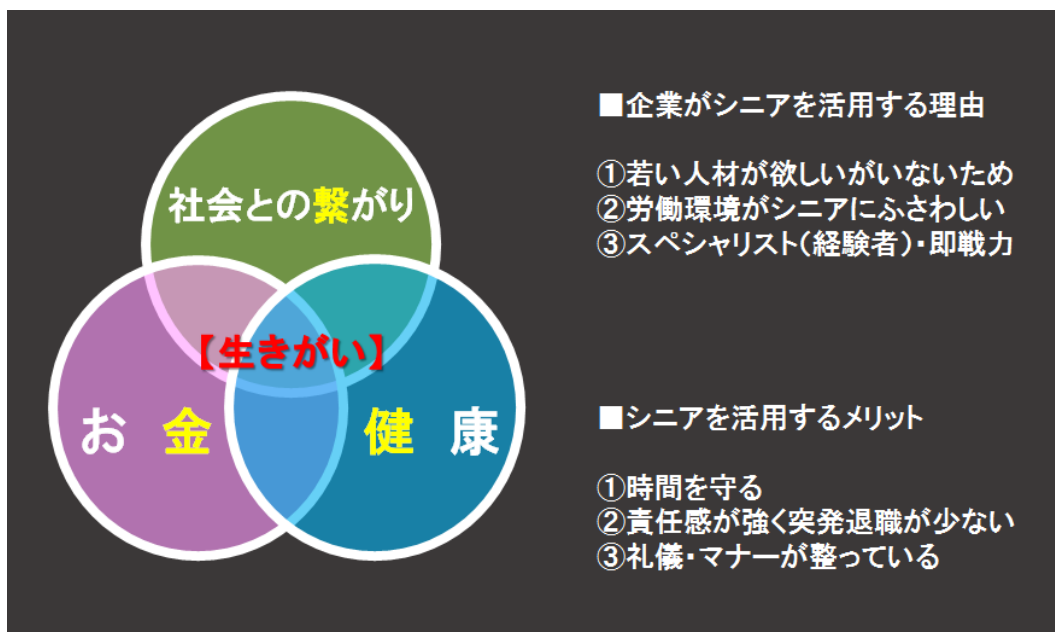 社会との繋がり
【生きがい】
お金
健康
■企業がシニアを活用する理由
①若い人材が欲しいがいないため
②労働環境がシニアにふさわしい
③スペシャリスト(経験者)・即戦力
■シニアを活用するメリット
①時間を守る
②責任感が強く突発退職が少ない
③礼儀・マナーが整っている